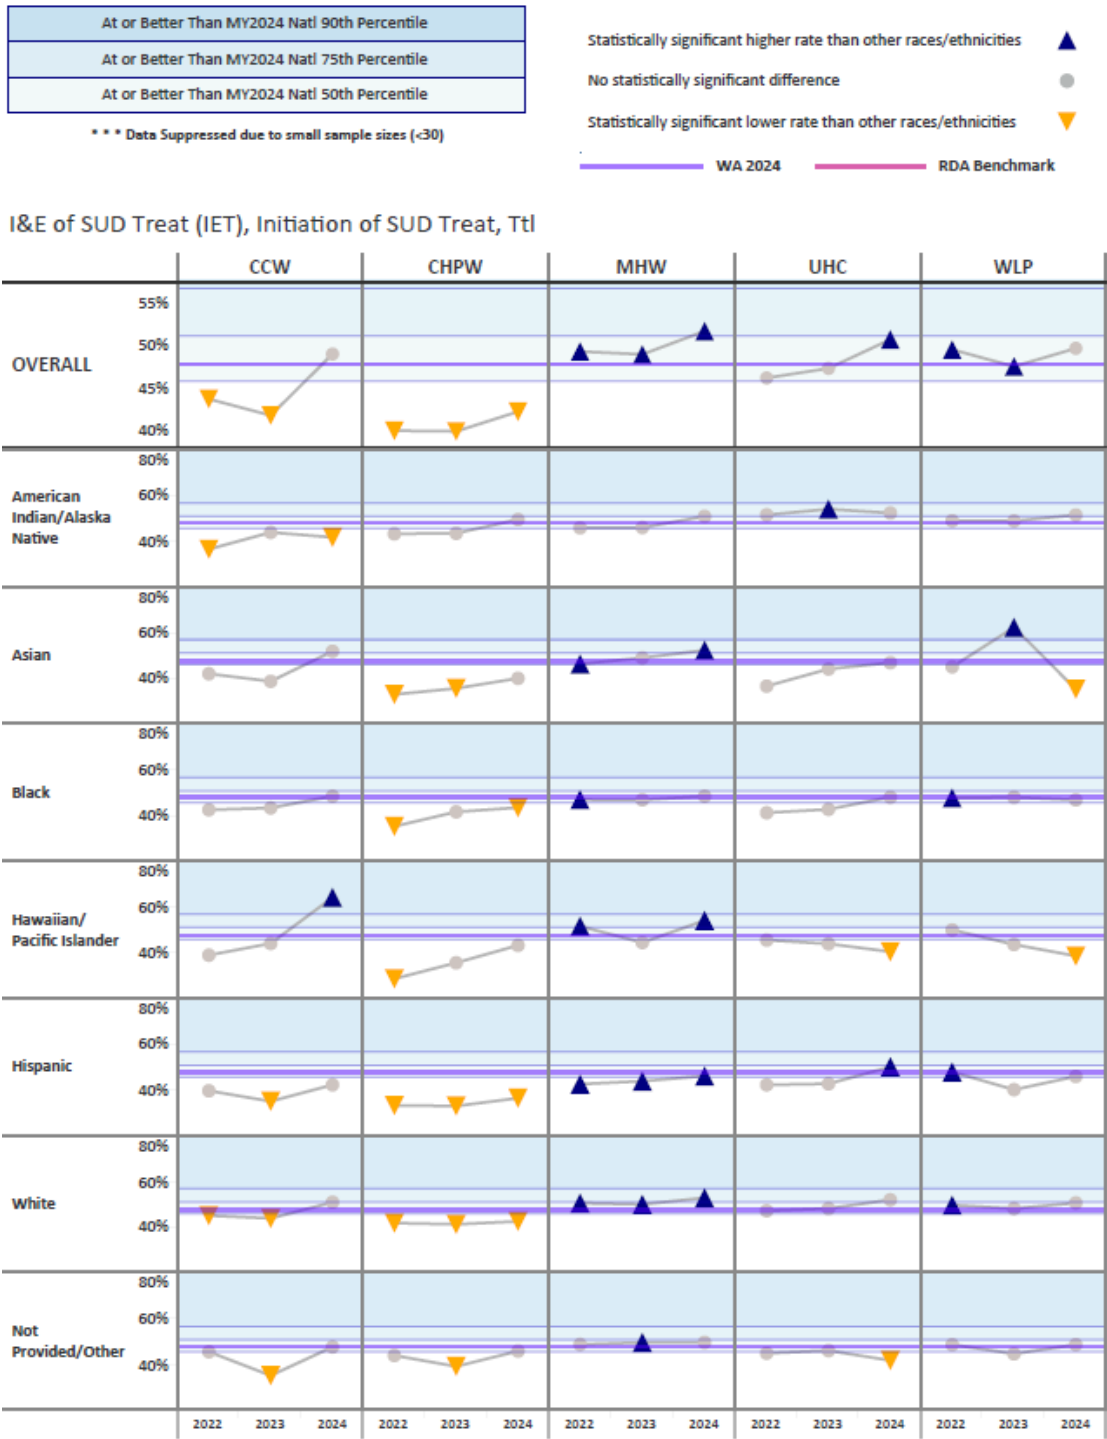 At or Better Than MY2024 Natl 90th Percentile
At or Better Than MY2024 Natl 75th Percentile
At or Better Than MY2024 Natl 50th Percentile
* * * Data Suppressed due to small sample sizes (<30)
Statistically significant higher rate than other races/ethnicities
No statistically significant difference
Statistically significant lower rate than other races/ethnicities
WA 2024 RDA Benchmark
I&E of SUD Treat (IET), Initiation of SUD Treat, Ttl
CCW CHPW MHW UHC WLP
OVERALL
55%
50%
45%
40%
American
Indian/Alaska
Native
80%
60%
40%
Asian
80%
60%
40%
Black
80%
60%
40%
Hawaiian/
Pacific Islander
80%
60%
40%
Hispanic
80%
60%
40%
White
80%
60%
40%
Not
Provided/Other
80%
60%
40%
2022 2023 2024 2022 2023 2024 2022 2023 2024 2022 2023 2024 2022 2023 2024